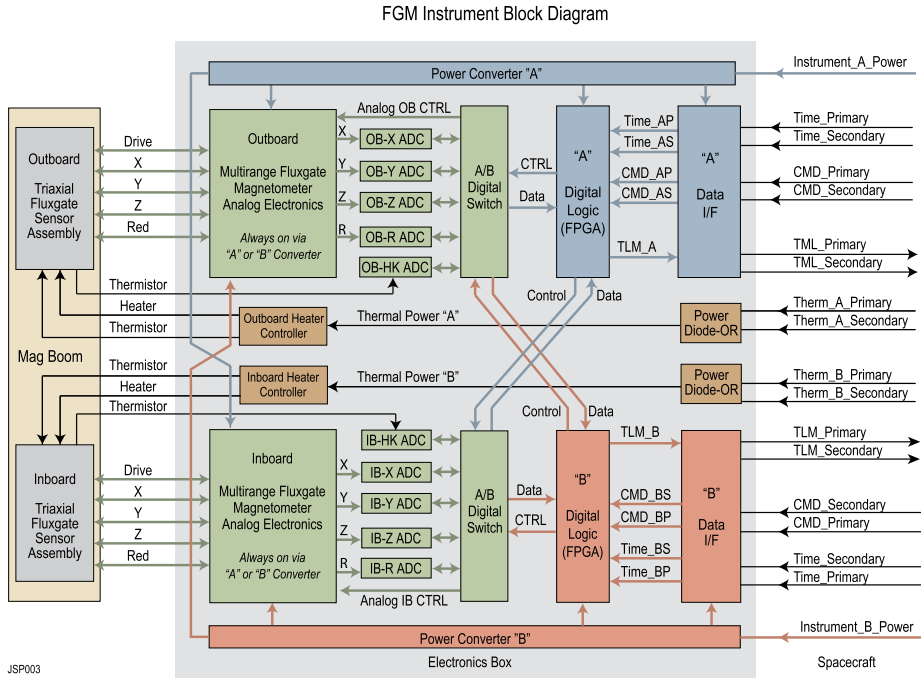 FGM Instrument Block Diagram
Power Converter "A"
Instrument_A_Power
Analog OB CTRL
Outboard
Multirange Fluxgate
Magnetometer
Analog Electronics
Always on via
"A" or "B" Converter
X
Y
Z
R
OB-X ADC
OB-Y ADC
OB-Z ADC
OB-R ADC
OB-HK ADC
A/B
Digital
Switch
CTRL
Data
"A"
Digital
Logic
(FPGA)
Time_AP
Time_AS
CMD_AP
CMD_AS
TLM_A
"A"
Data
I/F
Time_Primary
Time_Secondary
CMD_Primary
CMD_Secondary
TML_Primary
TML_Secondary
Outboard
Triaxial
Fluxgate
Sensor
Assembly
Drive
X
Y
Z
Red
Thermistor
Heater
Thermistor
Outboard Heater
Controller
Thermal Power "A"
Control
Data
Power
Diode-OR
Therm_A_Primary
Therm_A_Secondary
Mag Boom
Thermistor
Heater
Thermistor
Inboard Heater
Controller
Thermal Power "B"
Control
Data
Power
Diode-OR
Therm_B_Primary
Therm_B_Secondary
Inboard
Triaxial
Fluxgate
Sensor
Assembly
Drive
X
Y
Z
Red
Inboard
Multirange Fluxgate
Magnetometer
Analog Electronics
Always on via
"A" or "B" Converter
X
Y
Z
R
IB-HK ADC
IB-X ADC
IB-Y ADC
IB-Z ADC
IB-R ADC
Analog IB CTRL
A/B
Digital
Switch
Data
CTRL
"B"
Digital
Logic
(FPGA)
TLM_B
CMD_BS
CMD_BP
Time_BS
Time_BP
"B"
Data
I/F
TLM_Primary
TLM_Secondary
CMD_Secondary
CMD_Primary
Time_Secondary
Time_Primary
Power Converter "B"
Instrument_B_Power
JSP003
Electronics Box
Spacecraft